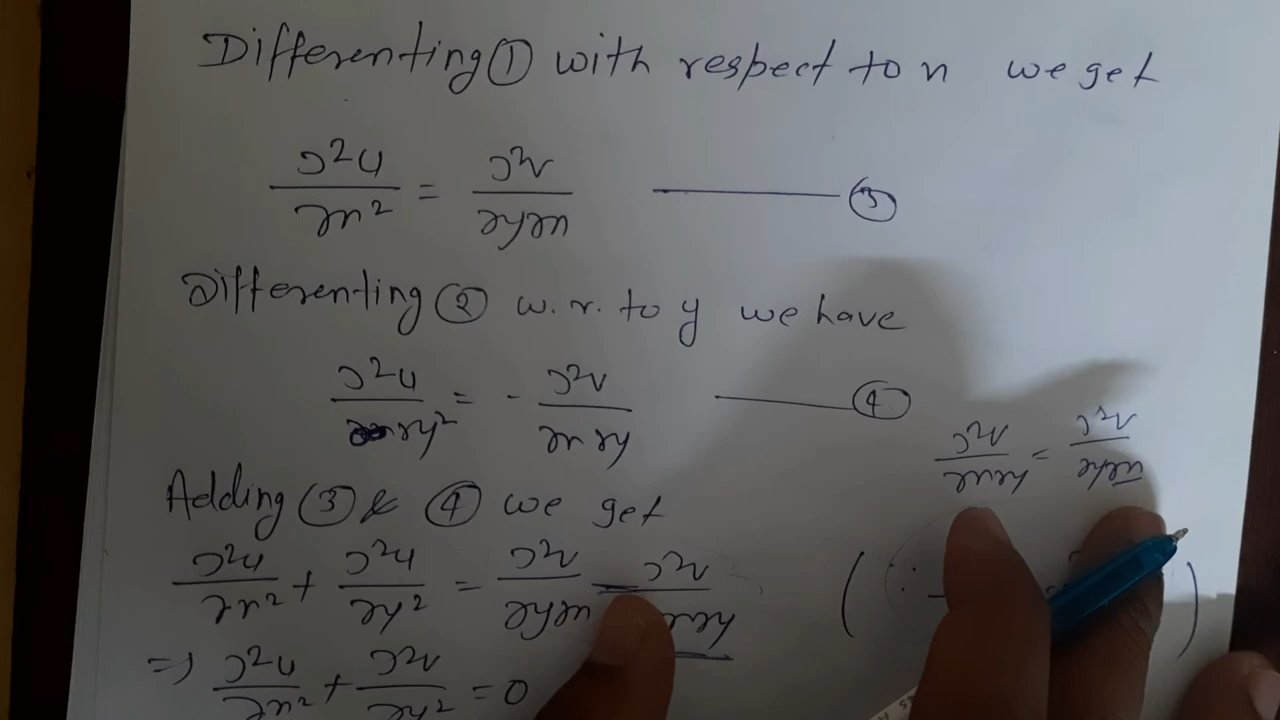 Differenting ① with respect to x we get
∂²u/∂x² = ∂²v/∂y∂x — ③
Differenting ② w.r. to y we have
∂²u/∂y² = - ∂²v/∂x∂y — ④
∂²v/∂x∂y = ∂²v/∂y∂x
Adding ③ & ④ we get
∂²u/∂x² + ∂²u/∂y² = ∂²v/∂y∂x - ∂²v/∂x∂y ( ∴ )
=) ∂²u/∂x² + ∂²v/∂y² = 0